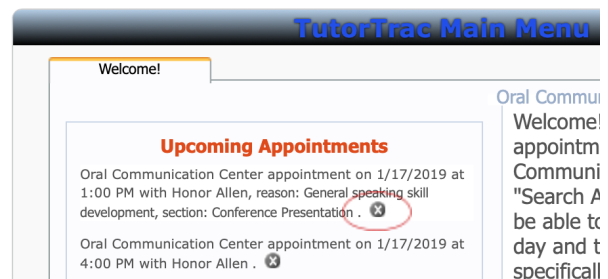 TutorTrac Main Menu
Welcome!
Upcoming Appointments
Oral Communication Center appointment on 1/17/2019 at
1:00 PM with Honor Allen, reason: General speaking skill
development, section: Conference Presentation .
Oral Communication Center appointment on 1/17/2019 at
4:00 PM with Honor Allen .
Oral Commu
Welcome!
appointm
Communi
"Search A
be able to
day and t
specifical